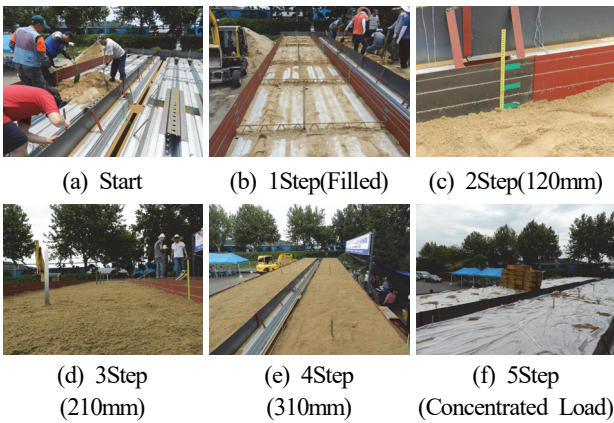 (a) Start
(b) 1Step(Filled)
(c) 2Step(120mm)
(d) 3Step
(210mm)
(e) 4Step
(310mm)
(f) 5Step
(Concentrated Load)